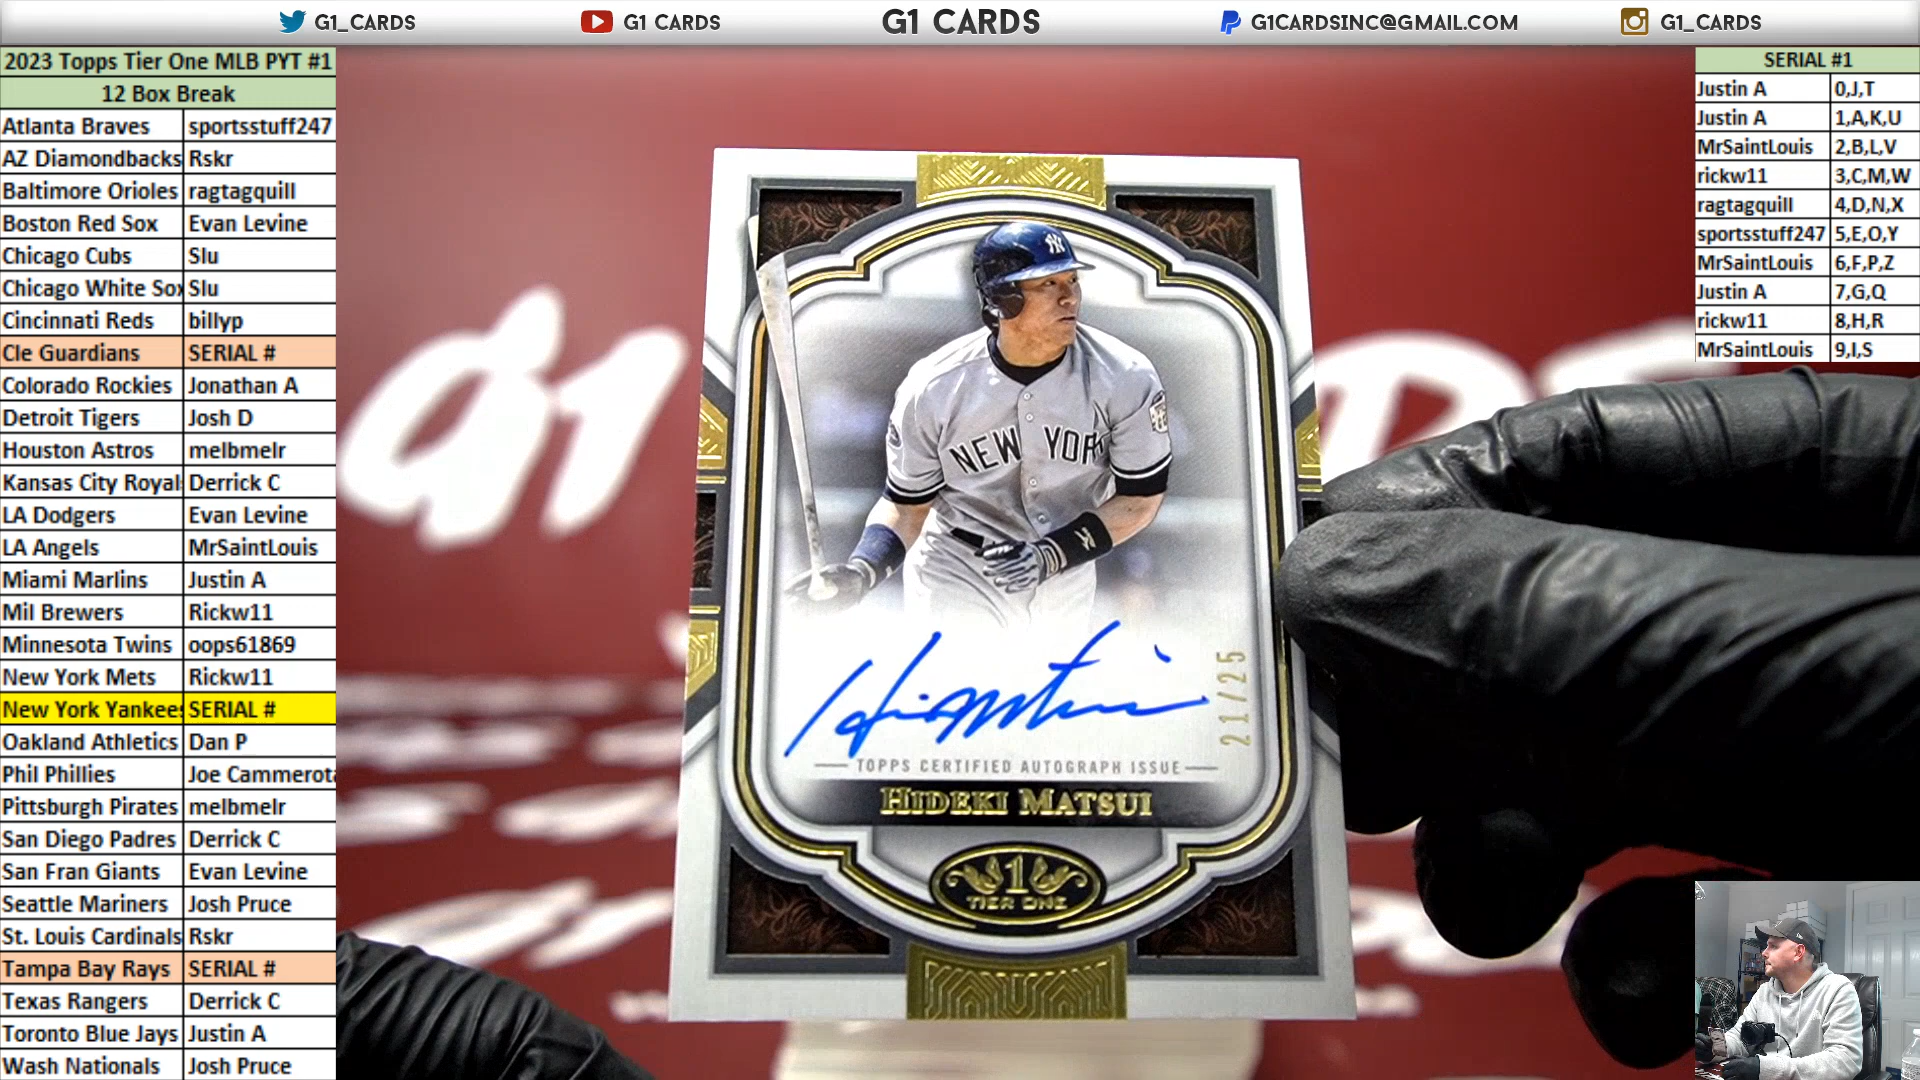 G1_CARDS G1 CARDS G1 CARDS G1CARDSINC@GMAIL.COM G1_CARDS
2023 Topps Tier One MLB PYT #1
12 Box Break
Atlanta Braves sportsstuff247
AZ Diamondbacks Rskr
Baltimore Orioles ragtagquill
Boston Red Sox Evan Levine
Chicago Cubs Slu
Chicago White Sox Slu
Cincinnati Reds billyp
Cle Guardians SERIAL #
Colorado Rockies Jonathan A
Detroit Tigers Josh D
Houston Astros melbmelr
Kansas City Royal Derrick C
LA Dodgers Evan Levine
LA Angels MrSaintLouis
Miami Marlins Justin A
Mil Brewers Rickw11
Minnesota Twins oops61869
New York Mets Rickw11
New York Yankees SERIAL #
Oakland Athletics Dan P
Phil Phillies Joe Cammerota
Pittsburgh Pirates melbmelr
San Diego Padres Derrick C
San Fran Giants Evan Levine
Seattle Mariners Josh Pruce
St. Louis Cardinals Rskr
Tampa Bay Rays SERIAL #
Texas Rangers Derrick C
Toronto Blue Jays Justin A
Wash Nationals Josh Pruce
SERIAL #1
Justin A 0,J,T
Justin A 1,A,K,U
MrSaintLouis 2,B,L,V
rickw11 3,C,M,W
ragtagquill 4,D,N,X
sportsstuff247 5,E,O,Y
MrSaintLouis 6,F,P,Z
Justin A 7,G,Q
rickw11 8,H,R
MrSaintLouis 9,I,S
G1
NY
NEW YORK
21/25
TOPPS CERTIFIED AUTOGRAPH ISSUE
HIDEKI MATSUI
1
TIER ONE